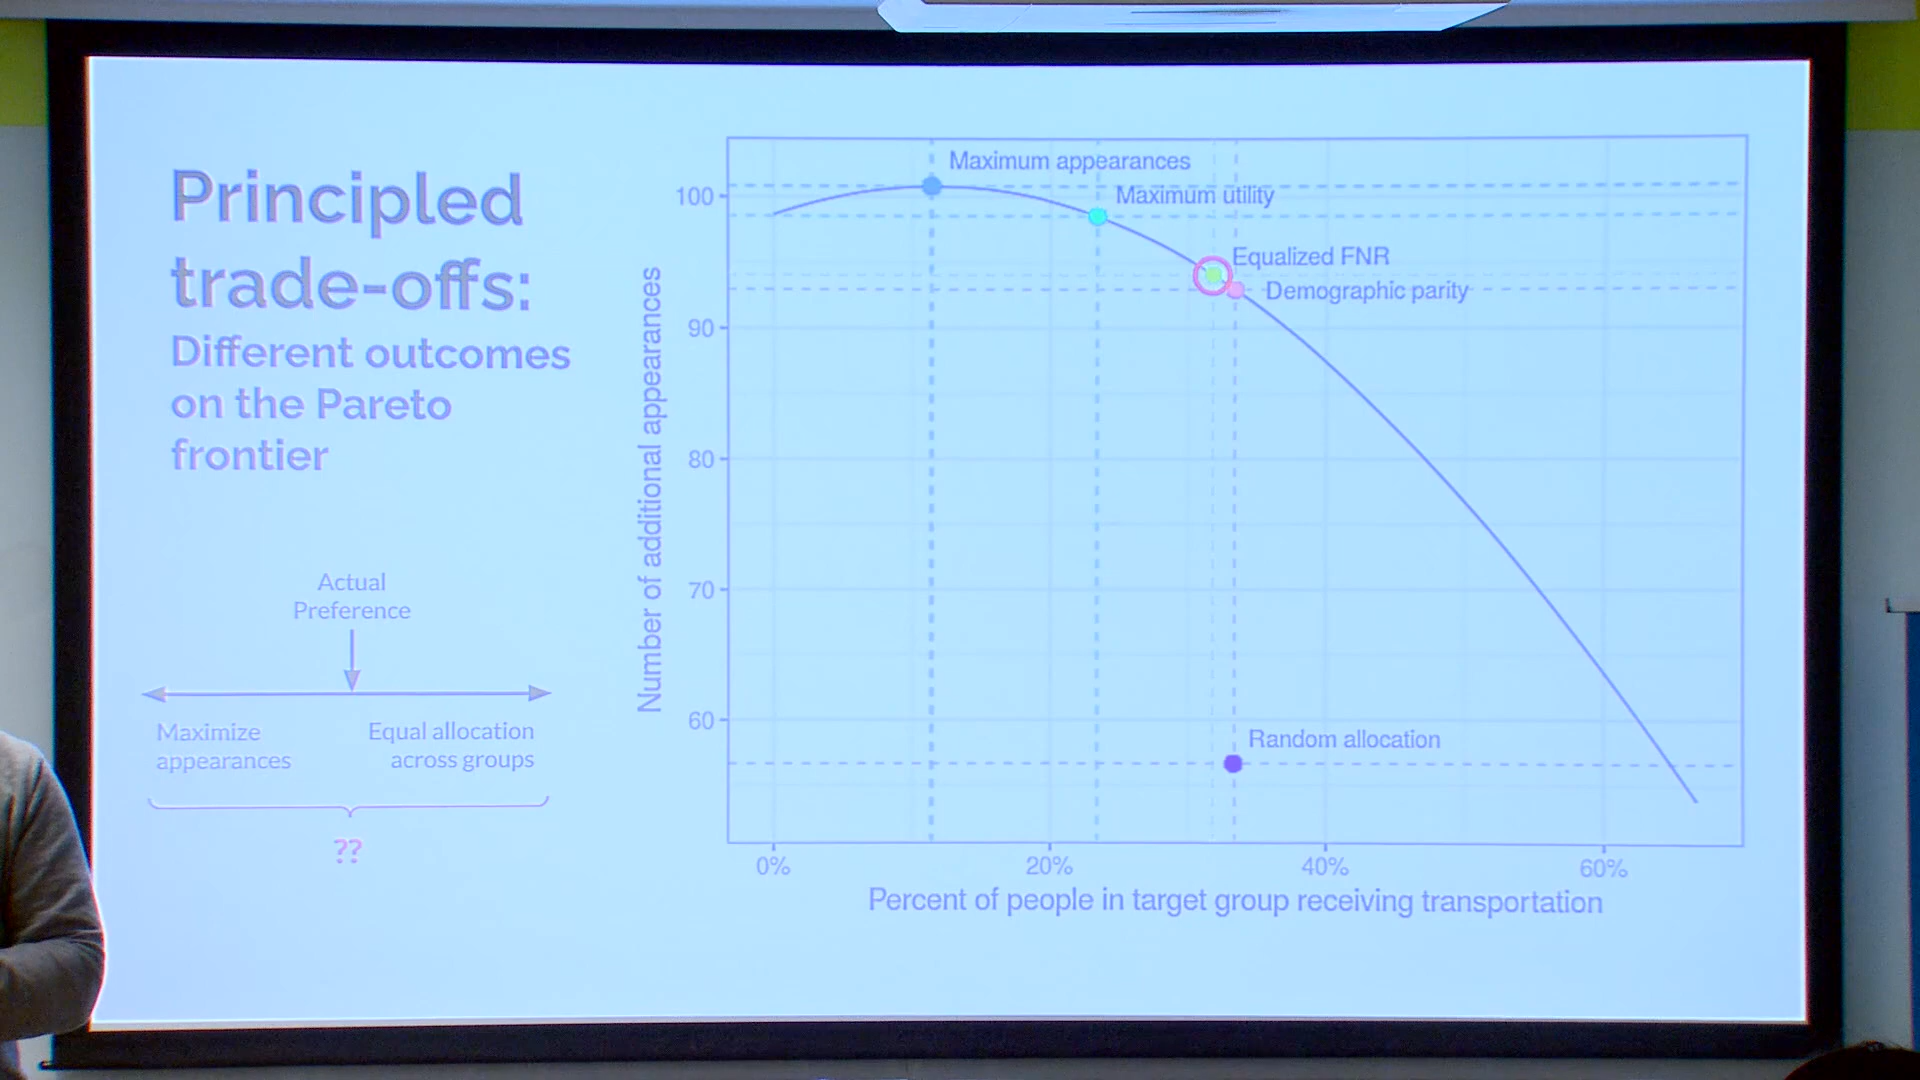 Principled
trade-offs:
Different outcomes
on the Pareto
frontier
Actual
Preference
Maximize
appearances
Equal allocation
across groups
??
Number of additional appearances
100
90
80
70
60
Maximum appearances
Maximum utility
Equalized FNR
Demographic parity
Random allocation
0%
20%
40%
60%
Percent of people in target group receiving transportation